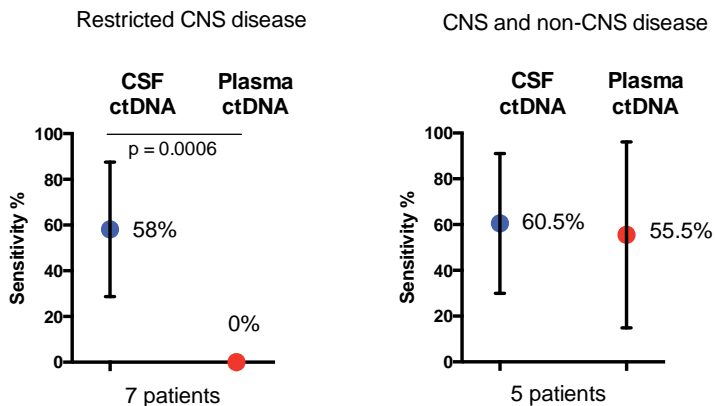 Restricted CNS disease
CSF
ctDNA
Plasma
ctDNA
p = 0.0006
Sensitivity %
100
80
60
40
20
0
58%
0%
7 patients
CNS and non-CNS disease
CSF
ctDNA
Plasma
ctDNA
Sensitivity %
100
80
60
40
20
0
60.5%
55.5%
5 patients